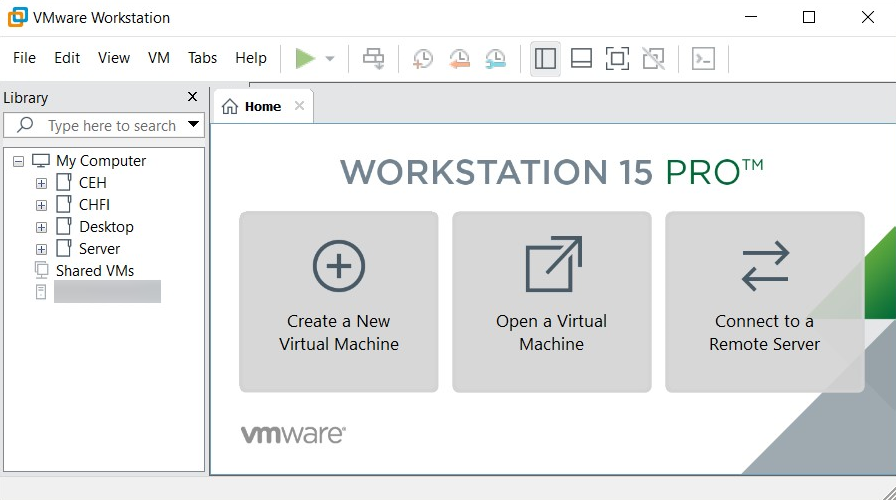 VMware Workstation
File Edit View VM Tabs Help
Library
Type here to search
My Computer
CEH
CHFI
Desktop
Server
Shared VMs
Home
WORKSTATION 15 PRO™
Create a New
Virtual Machine
Open a Virtual
Machine
Connect to a
Remote Server
vmware®